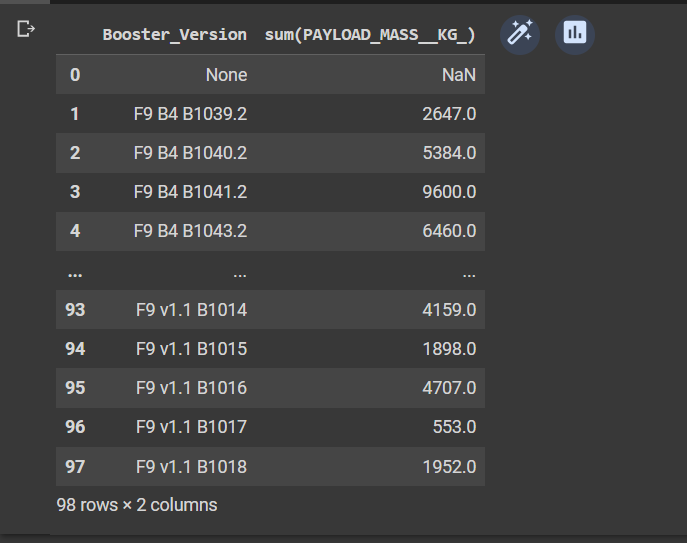 Booster_Version sum(PAYLOAD_MASS__KG_)
0 None NaN
1 F9 B4 B1039.2 2647.0
2 F9 B4 B1040.2 5384.0
3 F9 B4 B1041.2 9600.0
4 F9 B4 B1043.2 6460.0
... ... ...
93 F9 v1.1 B1014 4159.0
94 F9 v1.1 B1015 1898.0
95 F9 v1.1 B1016 4707.0
96 F9 v1.1 B1017 553.0
97 F9 v1.1 B1018 1952.0
98 rows × 2 columns